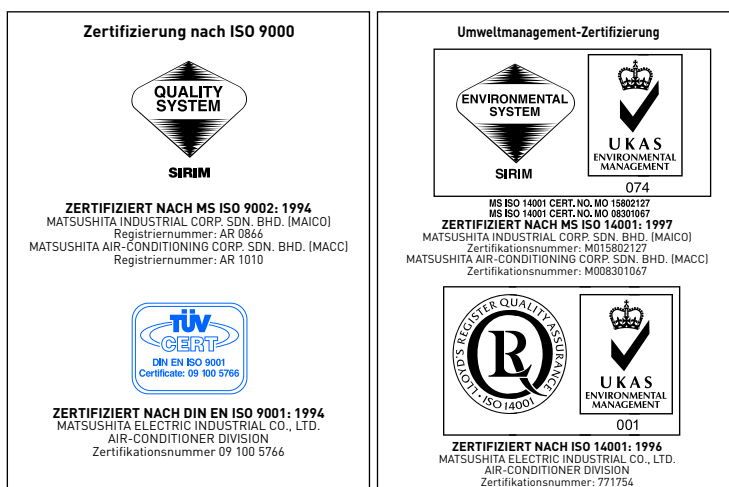 Zertifizierung nach ISO 9000
QUALITY
SYSTEM
SIRIM
ZERTIFIZIERT NACH MS ISO 9002: 1994
MATSUSHITA INDUSTRIAL CORP. SDN. BHD. (MAICO)
Registriernummer: AR 0866
MATSUSHITA AIR-CONDITIONING CORP. SDN. BHD. (MACC)
Registriernummer: AR 1010
TÜV
CERT
DIN EN ISO 9001
Certificate: 09 100 5766
ZERTIFIZIERT NACH DIN EN ISO 9001: 1994
MATSUSHITA ELECTRIC INDUSTRIAL CO., LTD.
AIR-CONDITIONER DIVISION
Zertifikationsnummer 09 100 5766
Umweltmanagement-Zertifizierung
ENVIRONMENTAL
SYSTEM
SIRIM
UKAS
ENVIRONMENTAL
MANAGEMENT
074
MS ISO 14001 CERT. NO. MO 15802127
MS ISO 14001 CERT. NO. MO 08301067
ZERTIFIZIERT NACH MS ISO 14001: 1997
MATSUSHITA INDUSTRIAL CORP. SDN. BHD. (MAICO)
Zertifikationsnummer: M015802127
MATSUSHITA AIR-CONDITIONING CORP. SDN. BHD. (MACC)
Zertifikationsnummer: M008301067
LLOYD'S REGISTER QUALITY ASSURANCE
• ISO 14001 •
LRQ
UKAS
ENVIRONMENTAL
MANAGEMENT
001
ZERTIFIZIERT NACH ISO 14001: 1996
MATSUSHITA ELECTRIC INDUSTRIAL CO., LTD.
AIR-CONDITIONER DIVISION
Zertifikationsnummer: 771754